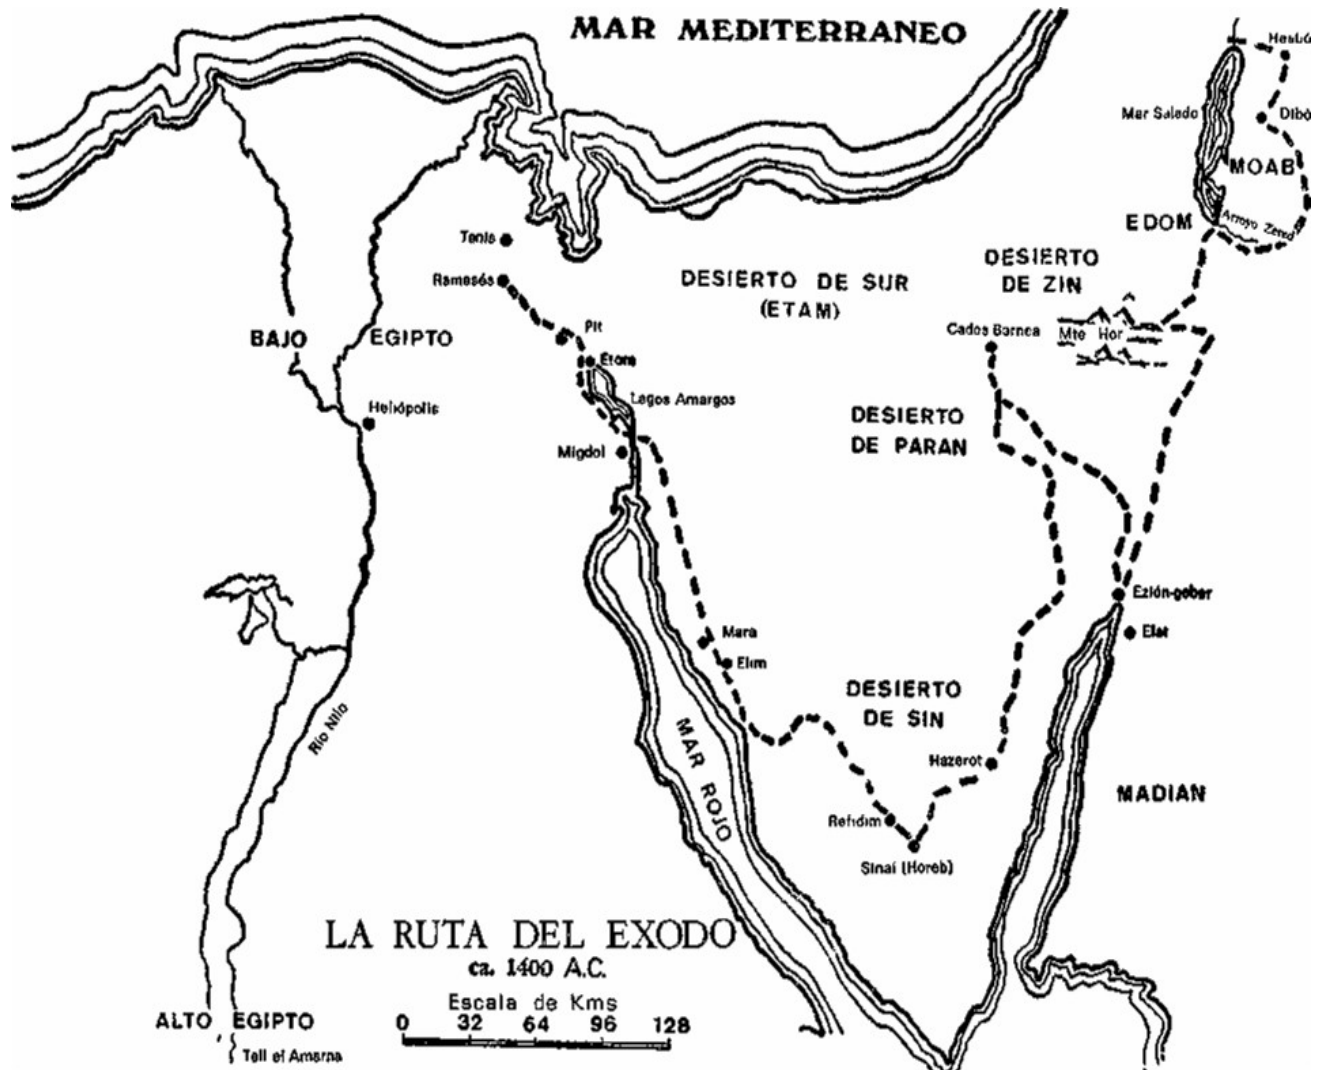 MAR MEDITERRANEO
Mar Salado
MOAB
Arroyo Zered
EDOM
Tanis
Ramesés
DESIERTO DE SUR
(ETAM)
DESIERTO
DE ZIN
Mte Hor
Cades Barnea
Pit
Etam
BAJO EGIPTO
Lagos Amargos
Heliópolis
DESIERTO
DE PARAN
Migdol
Ezión-geber
Elat
Mara
Elim
DESIERTO
DE SIN
Río Nilo
MAR ROJO
Hazerot
MADIAN
Refidim
Sinaí (Horeb)
LA RUTA DEL EXODO
ca. 1400 A.C.
Escala de Kms
0 32 64 96 128
ALTO EGIPTO
Tell el Amarna